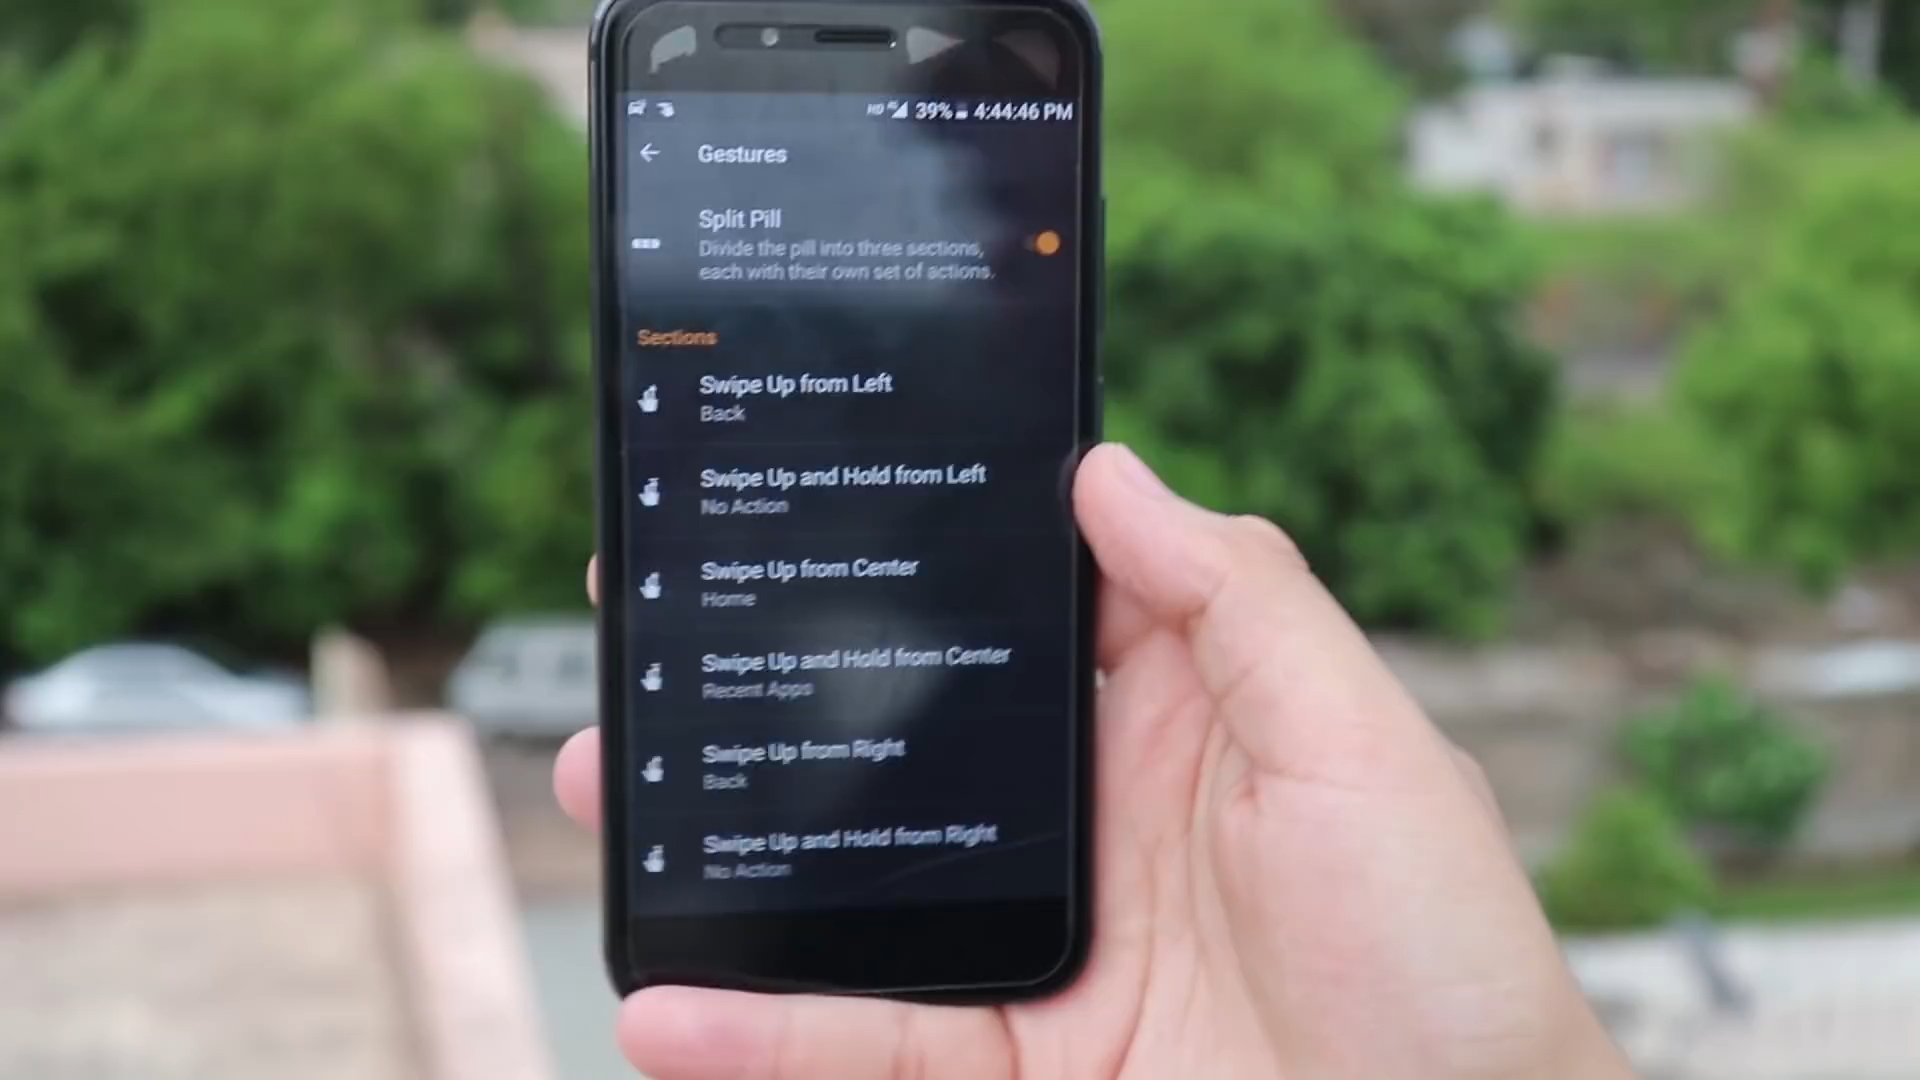 HD 4G 39% 4:44:46 PM
Gestures
Split Pill
Divide the pill into three sections,
each with their own set of actions.
Sections
Swipe Up from Left
Back
Swipe Up and Hold from Left
No Action
Swipe Up from Center
Home
Swipe Up and Hold from Center
Recent Apps
Swipe Up from Right
Back
Swipe Up and Hold from Right
No Action